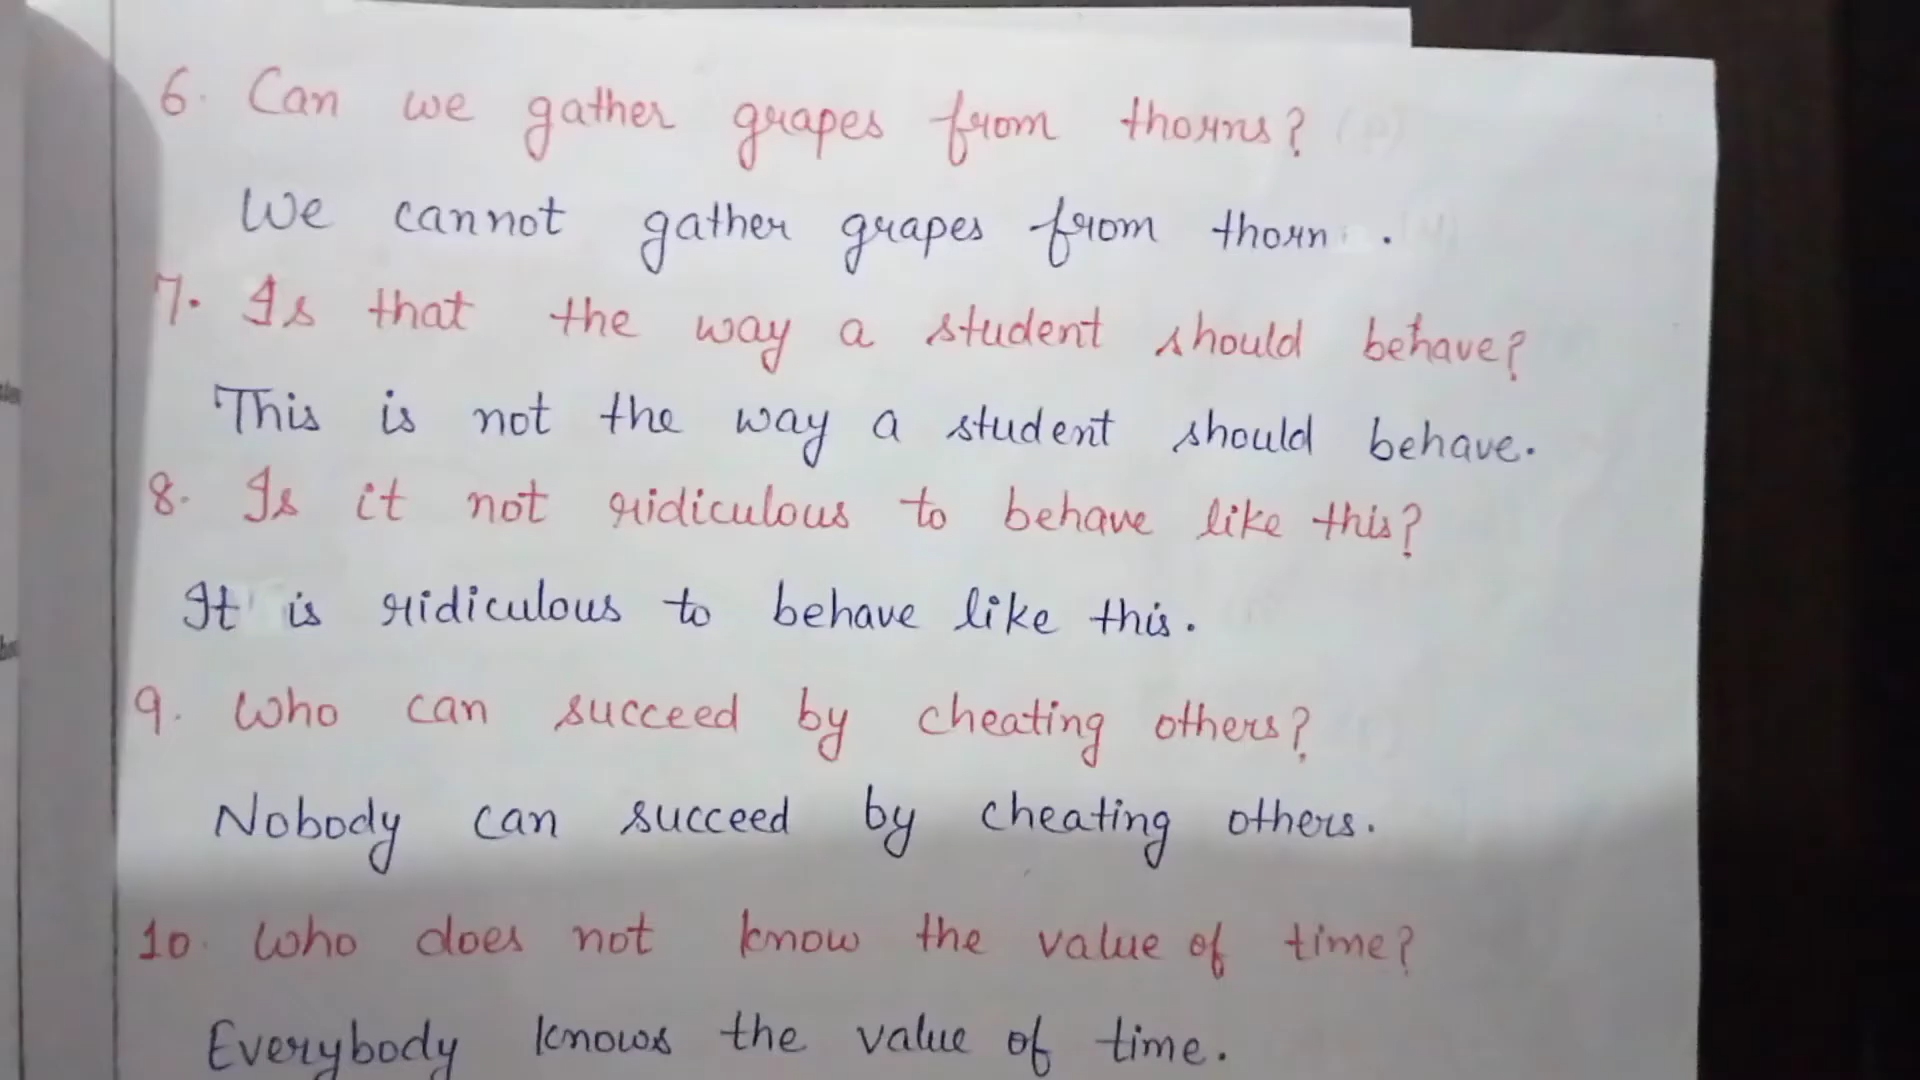 6. Can we gather grapes from thorns?
We cannot gather grapes from thorn .
7. Is that the way a student should behave?
This is not the way a student should behave.
8. Is it not ridiculous to behave like this?
It is ridiculous to behave like this.
9. Who can succeed by cheating others?
Nobody can succeed by cheating others.
10. Who does not know the value of time?
Everybody knows the value of time.